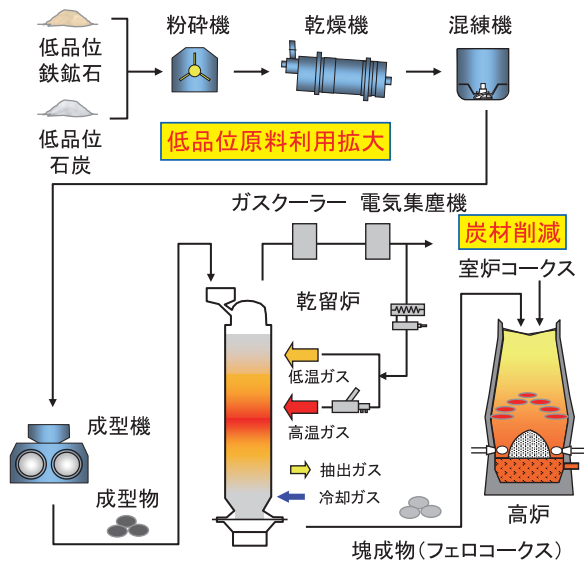 低品位
鉄鉱石
粉砕機
乾燥機
混練機
低品位
石炭
低品位原料利用拡大
ガスクーラー
電気集塵機
炭材削減
室炉コークス
乾留炉
低温ガス
高温ガス
成型機
抽出ガス
冷却ガス
成型物
高炉
塊成物(フェロコークス)